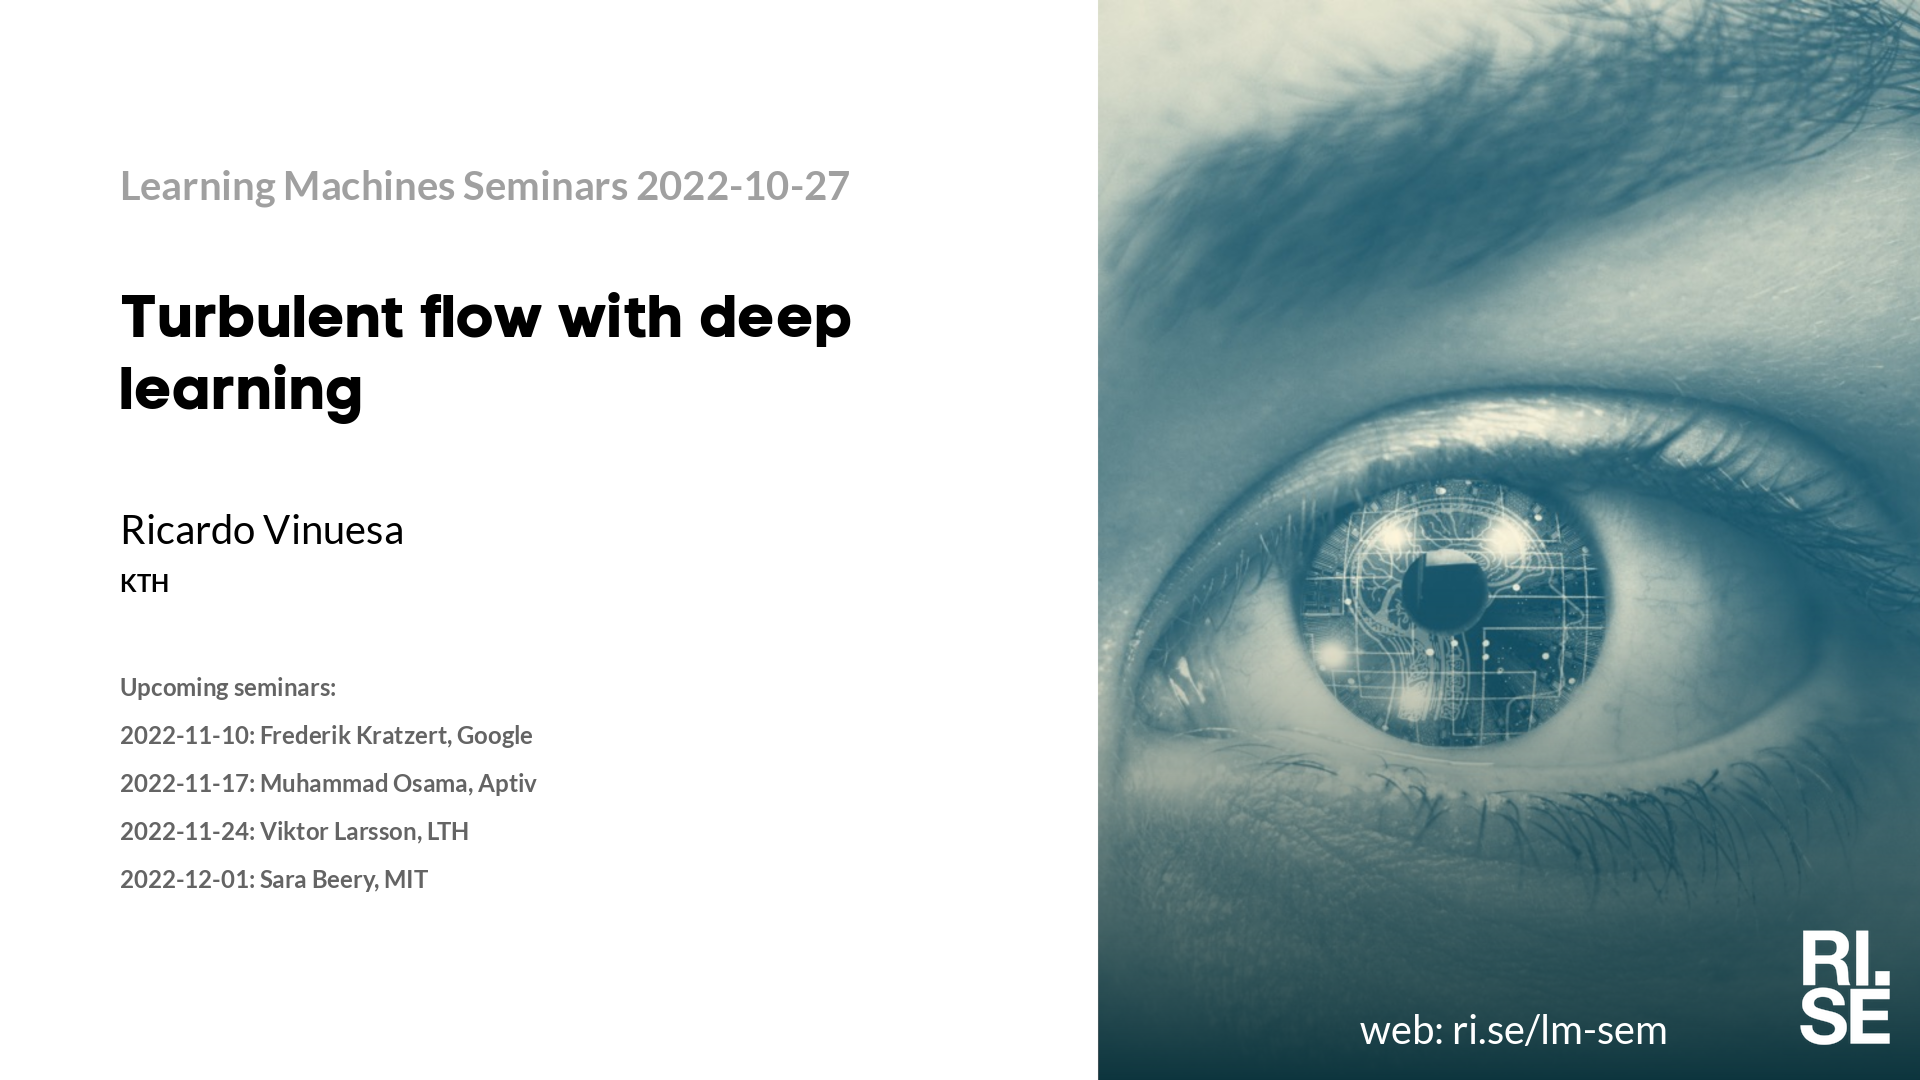 Learning Machines Seminars 2022-10-27
Turbulent flow with deep
learning
Ricardo Vinuesa
KTH
Upcoming seminars:
2022-11-10: Frederik Kratzert, Google
2022-11-17: Muhammad Osama, Aptiv
2022-11-24: Viktor Larsson, LTH
2022-12-01: Sara Beery, MIT
web: ri.se/lm-sem
RI.
SE